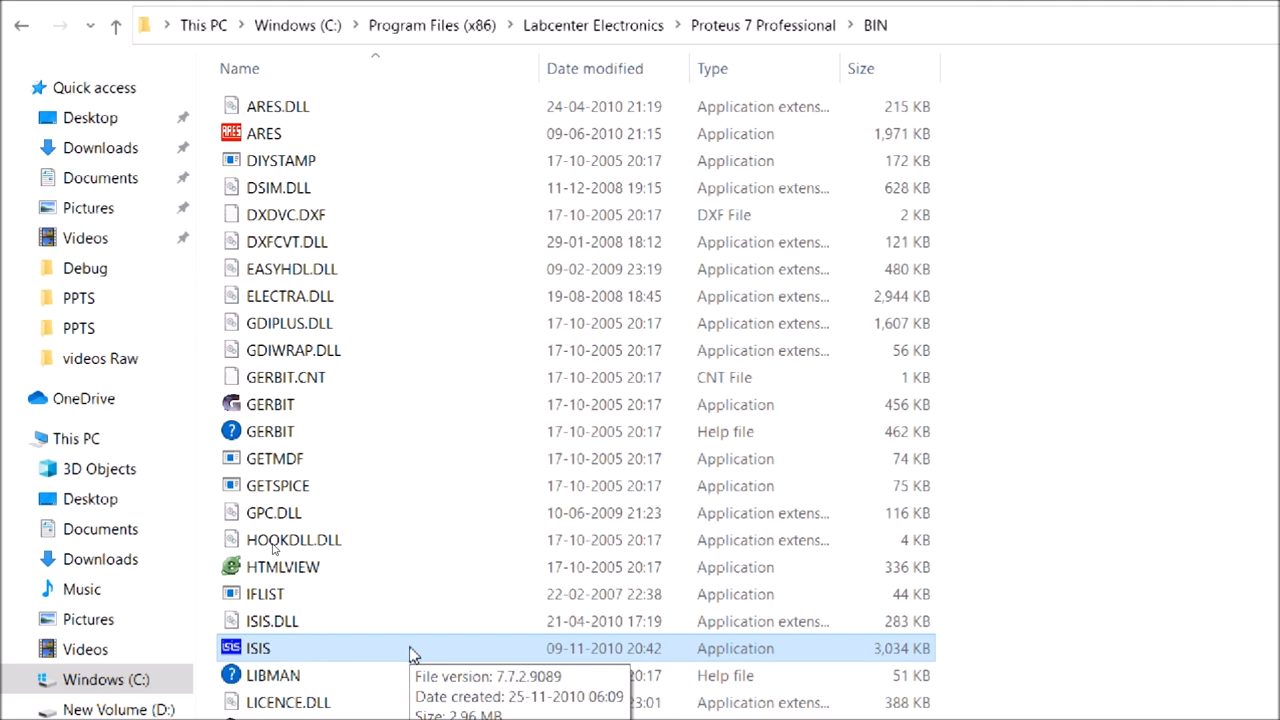 This PC > Windows (C:) > Program Files (x86) > Labcenter Electronics > Proteus 7 Professional > BIN
Name Date modified Type Size
Quick access
Desktop
Downloads
Documents
Pictures
Videos
Debug
PPTS
PPTS
videos Raw
OneDrive
This PC
3D Objects
Desktop
Documents
Downloads
Music
Pictures
Videos
Windows (C:)
New Volume (D:)
ARES.DLL 24-04-2010 21:19 Application extens... 215 KB
ARES ARES 09-06-2010 21:15 Application 1,971 KB
DIYSTAMP 17-10-2005 20:17 Application 172 KB
DSIM.DLL 11-12-2008 19:15 Application extens... 628 KB
DXDVC.DXF 17-10-2005 20:17 DXF File 2 KB
DXFCVT.DLL 29-01-2008 18:12 Application extens... 121 KB
EASYHDL.DLL 09-02-2009 23:19 Application extens... 480 KB
ELECTRA.DLL 19-08-2008 18:45 Application extens... 2,944 KB
GDIPLUS.DLL 17-10-2005 20:17 Application extens... 1,607 KB
GDIWRAP.DLL 17-10-2005 20:17 Application extens... 56 KB
GERBIT.CNT 17-10-2005 20:17 CNT File 1 KB
GERBIT 17-10-2005 20:17 Application 456 KB
GERBIT 17-10-2005 20:17 Help file 462 KB
GETMDF 17-10-2005 20:17 Application 74 KB
GETSPICE 17-10-2005 20:17 Application 75 KB
GPC.DLL 10-06-2009 21:23 Application extens... 116 KB
HOOKDLL.DLL 17-10-2005 20:17 Application extens... 4 KB
HTMLVIEW 17-10-2005 20:17 Application 336 KB
IFLIST 22-02-2007 22:38 Application 44 KB
ISIS.DLL 21-04-2010 17:19 Application extens... 283 KB
ISIS ISIS 09-11-2010 20:42 Application 3,034 KB
LIBMAN 20:17 Help file 51 KB
LICENCE.DLL 23:01 Application extens... 388 KB
File version: 7.7.2.9089
Date created: 25-11-2010 06:09
Size: 2.96 MB